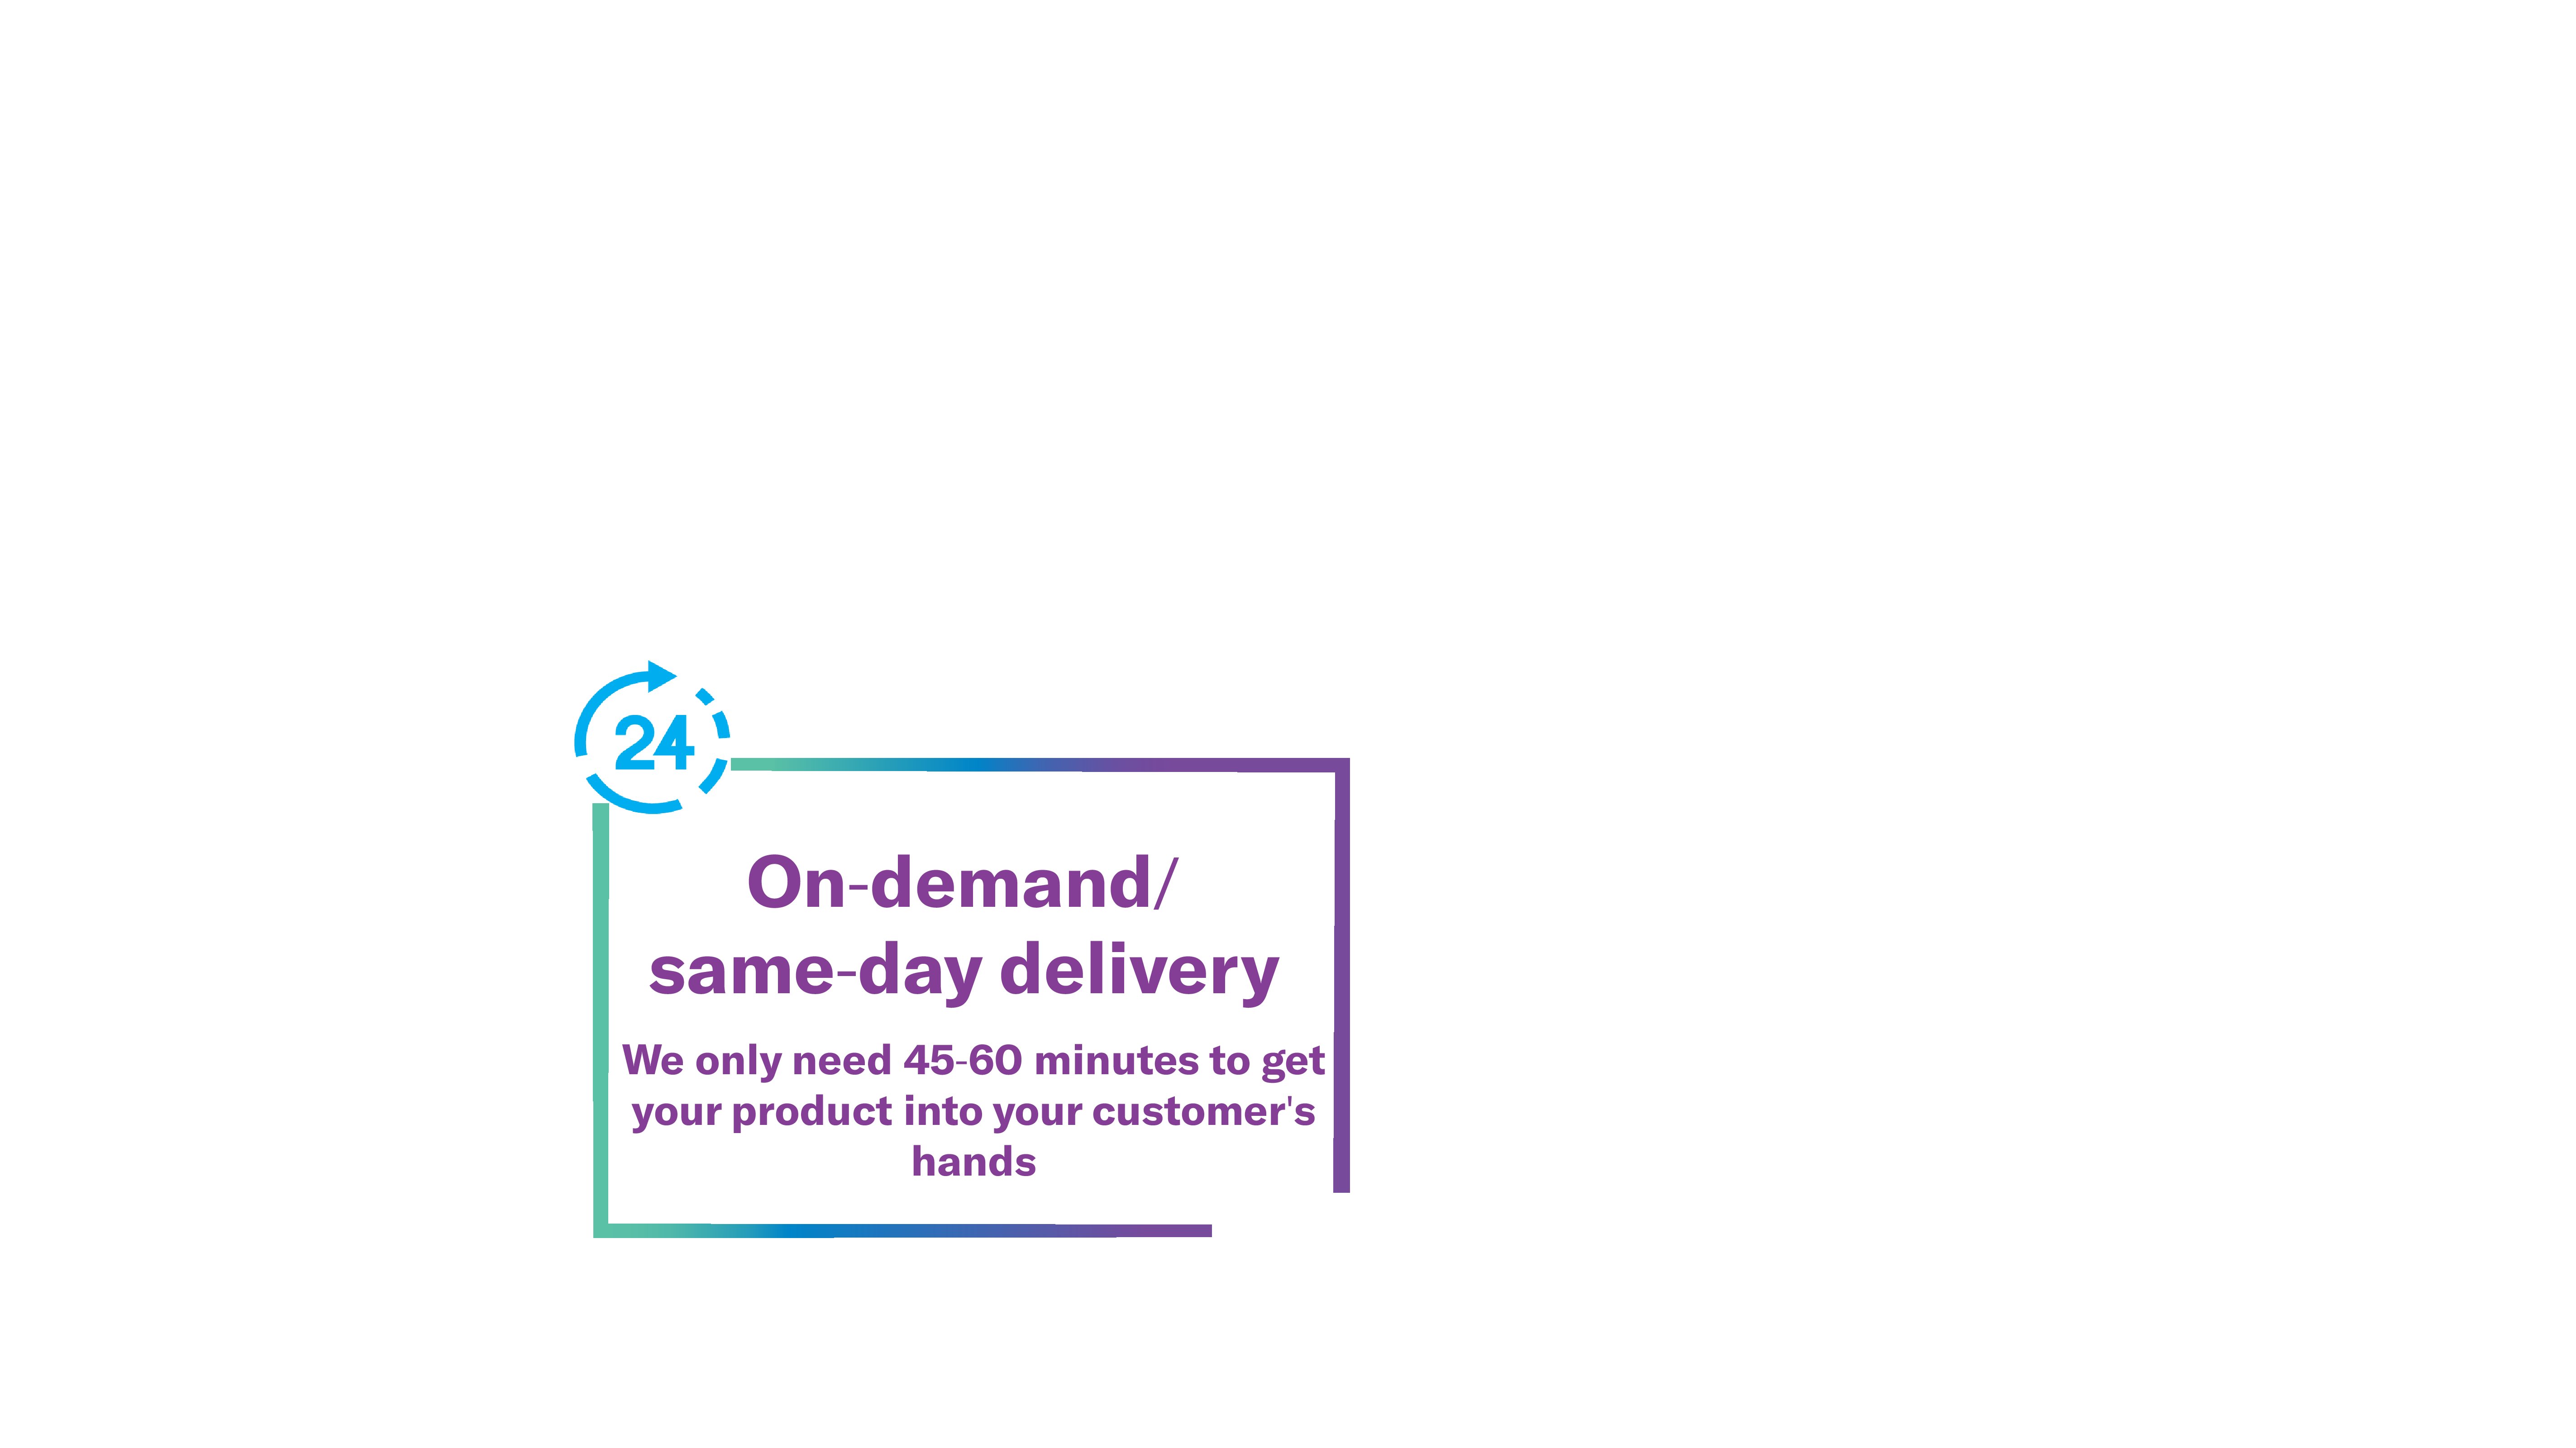 24
On-demand/
same-day delivery
We only need 45-60 minutes to get
your product into your customer's
hands